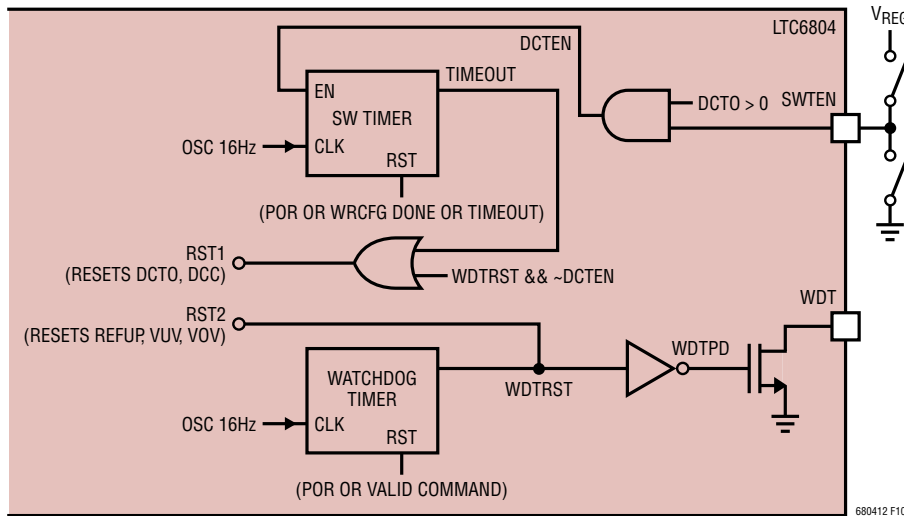 LTC6804
V_REG
DCTEN
TIMEOUT
EN
SW TIMER
DCTO > 0
SWTEN
OSC 16Hz
CLK
RST
(POR OR WRCFG DONE OR TIMEOUT)
RST1
(RESETS DCTO, DCC)
WDTRST && ~DCTEN
RST2
(RESETS REFUP, VUV, VOV)
WDT
WATCHDOG
TIMER
WDTPD
WDTRST
OSC 16Hz
CLK
RST
(POR OR VALID COMMAND)
680412 F10